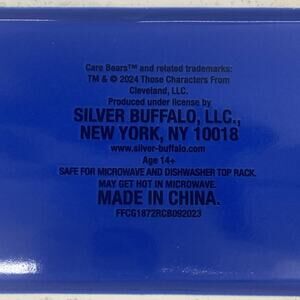 Care Bears™ and related trademarks:
TM & © 2024 Those Characters From
Cleveland, LLC.
Produced under license by
SILVER BUFFALO, LLC.,
NEW YORK, NY 10018
www.silver-buffalo.com
Age 14+
SAFE FOR MICROWAVE AND DISHWASHER TOP RACK.
MAY GET HOT IN MICROWAVE.
MADE IN CHINA.
FFCG1872RCB092023